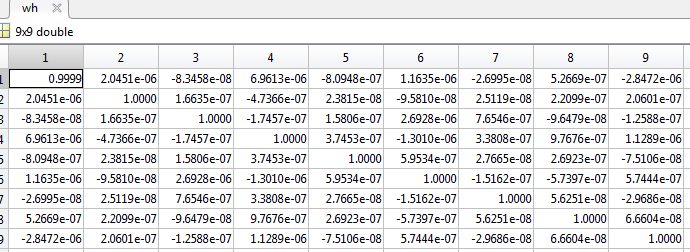 wh
9x9 double
1 2 3 4 5 6 7 8 9
1 0.9999 2.0451e-06 -8.3458e-08 6.9613e-06 -8.0948e-07 1.1635e-06 -2.6995e-08 5.2669e-07 -2.8472e-06
2 2.0451e-06 1.0000 1.6635e-07 -4.7366e-07 2.3815e-08 -9.5810e-08 2.5119e-08 2.2099e-07 2.0601e-07
3 -8.3458e-08 1.6635e-07 1.0000 -1.7457e-07 1.5806e-07 2.6928e-06 7.6546e-07 -9.6479e-08 -1.2588e-07
4 6.9613e-06 -4.7366e-07 -1.7457e-07 1.0000 3.7453e-07 -1.3010e-06 3.3808e-07 9.7676e-07 1.1289e-06
5 -8.0948e-07 2.3815e-08 1.5806e-07 3.7453e-07 1.0000 5.9534e-07 2.7665e-08 2.6923e-07 -7.5106e-08
6 1.1635e-06 -9.5810e-08 2.6928e-06 -1.3010e-06 5.9534e-07 1.0000 -1.5162e-07 -5.7397e-07 5.7444e-07
7 -2.6995e-08 2.5119e-08 7.6546e-07 3.3808e-07 2.7665e-08 -1.5162e-07 1.0000 5.6251e-08 -2.9686e-08
8 5.2669e-07 2.2099e-07 -9.6479e-08 9.7676e-07 2.6923e-07 -5.7397e-07 5.6251e-08 1.0000 6.6604e-08
9 -2.8472e-06 2.0601e-07 -1.2588e-07 1.1289e-06 -7.5106e-08 5.7444e-07 -2.9686e-08 6.6604e-08 1.0000